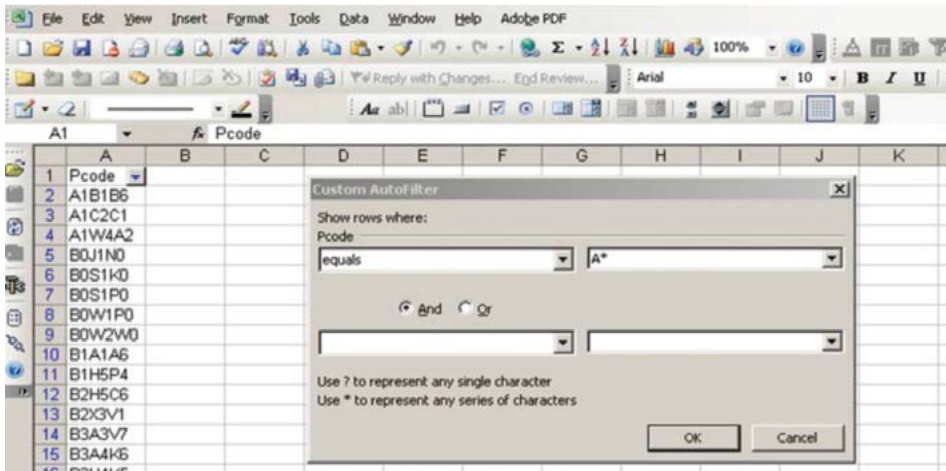 File Edit View Insert Format Tools Data Window Help Adobe PDF
100%
Reply with Changes... End Review... Arial 10 B I U
Aa ab|
A1 fx Pcode
A B C D E F G H I J K
1 Pcode
2 A1B1B6
3 A1C2C1
4 A1W4A2
5 B0J1N0
6 B0S1K0
7 B0S1P0
8 B0W1P0
9 B0W2W0
10 B1A1A6
11 B1H5P4
12 B2H5C6
13 B2X3V1
14 B3A3V7
15 B3A4K6
Custom AutoFilter
Show rows where:
Pcode
equals A*
And Or
Use ? to represent any single character
Use * to represent any series of characters
OK Cancel